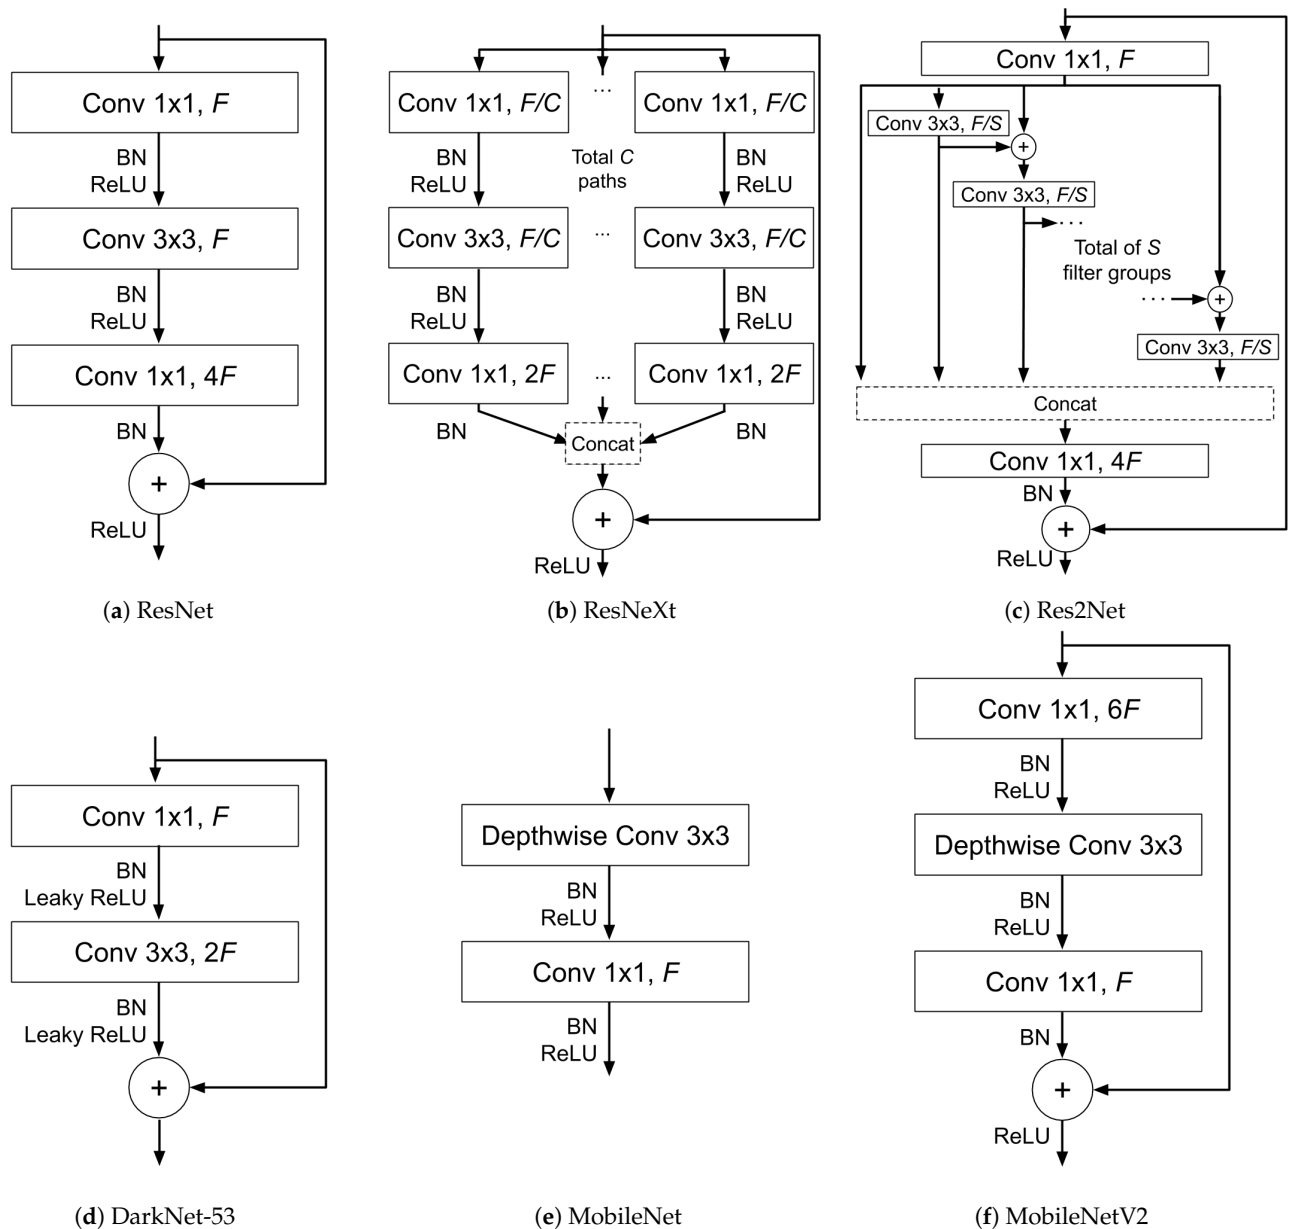 Conv 1x1, F
BN
ReLU
Conv 3x3, F
BN
ReLU
Conv 1x1, 4F
BN
+
ReLU
(a) ResNet
Conv 1x1, F/C
...
Conv 1x1, F/C
BN
ReLU
Total C
paths
BN
ReLU
Conv 3x3, F/C
...
Conv 3x3, F/C
BN
ReLU
BN
ReLU
Conv 1x1, 2F
...
Conv 1x1, 2F
BN
Concat
BN
+
ReLU
(b) ResNeXt
Conv 1x1, F
Conv 3x3, F/S
+
Conv 3x3, F/S
...
Total of S
filter groups
...
+
Conv 3x3, F/S
Concat
Conv 1x1, 4F
BN
+
ReLU
(c) Res2Net
Conv 1x1, F
BN
Leaky ReLU
Conv 3x3, 2F
BN
Leaky ReLU
+
(d) DarkNet-53
Depthwise Conv 3x3
BN
ReLU
Conv 1x1, F
BN
ReLU
(e) MobileNet
Conv 1x1, 6F
BN
ReLU
Depthwise Conv 3x3
BN
ReLU
Conv 1x1, F
BN
+
ReLU
(f) MobileNetV2